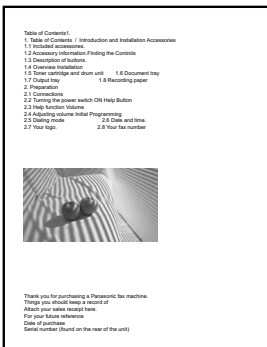 Table of Contents1.
1. Table of Contents / Introduction and Installation Accessories
1.1 Included accessories.
1.2 Accessory information.Finding the Controls
1.3 Description of buttons.
1.4 Overview Installation
1.5 Toner cartridge and drum unit 1.6 Document tray
1.7 Output tray 1.8 Recording paper
2. Preparation
2.1 Connections
2.2 Turning the power switch ON Help Button
2.3 Help function Volume
2.4 Adjusting volume Initial Programming
2.5 Dialing mode 2.6 Date and time.
2.7 Your logo. 2.8 Your fax number
Thank you for purchasing a Panasonic fax machine.
Things you should keep a record of
Attach your sales receipt here.
For your future reference
Date of purchase
Serial number (found on the rear of the unit)